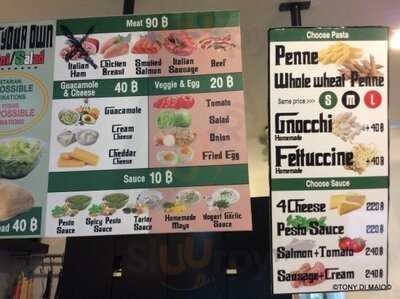 YOUR OWN
Salad
POSSIBLE
POSSIBLE
40 ฿
Meat 90 ฿
Italian Ham
Chicken Breast
Smoked Salmon
Italian Sausage
Beef
Guacamole & Cheese 40 ฿
Guacamole
Cream Cheese
Cheddar Cheese
Veggie & Egg 20 ฿
Tomato
Salad
Onion
Fried Egg
Sauce 10 ฿
Pesto Sauce
Spicy Pesto Sauce
Tartar Sauce
Homemade Mayo
Yogurt Garlic Sauce
Choose Pasta
Penne
Whole wheat Penne
Same price >>> S M L
Gnocchi +40฿
Homemade
Fettuccine +40฿
Homemade
Choose Sauce
4 Cheese 220฿
Pesto Sauce 220฿
Salmon+Tomato 240฿
Sausage+Cream 240฿
©TONY DI MAIO